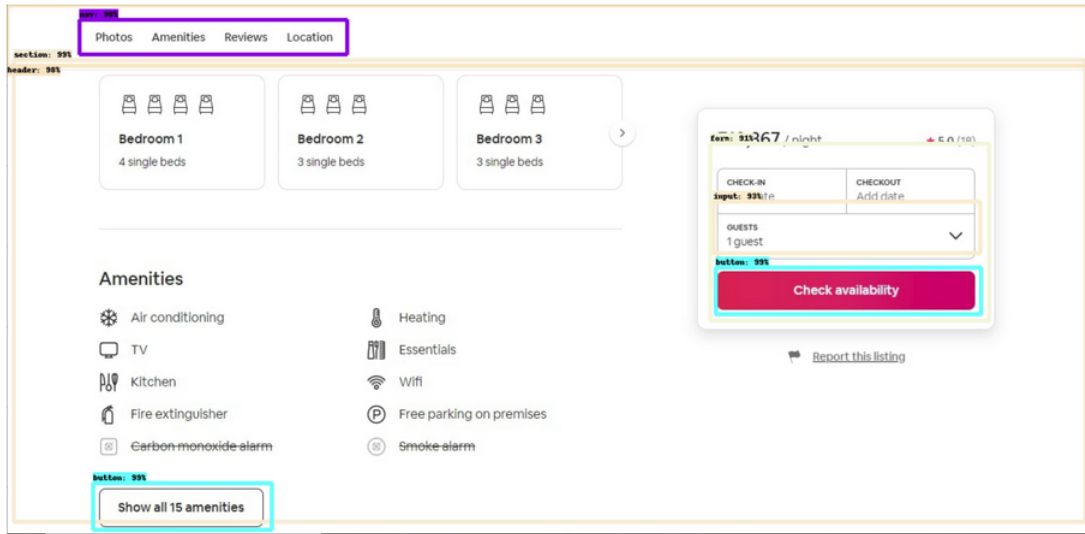 nav: 98%
Photos Amenities Reviews Location
section: 99%
header: 98%
Bedroom 1
4 single beds
Bedroom 2
3 single beds
Bedroom 3
3 single beds
form: 91%
367 / night
5.0 (18)
CHECK-IN
CHECKOUT
Add date
input: 93%
GUESTS
1 guest
button: 99%
Check availability
Report this listing
Amenities
Air conditioning
Heating
TV
Essentials
Kitchen
Wifi
Fire extinguisher
Free parking on premises
Carbon monoxide alarm
Smoke alarm
button: 99%
Show all 15 amenities